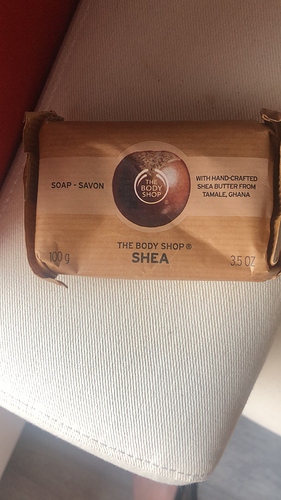 SOAP - SAVON
THE
BODY
SHOP
WITH HAND-CRAFTED
SHEA BUTTER FROM
TAMALE, GHANA
THE BODY SHOP®
SHEA
100 g
3.5 OZ